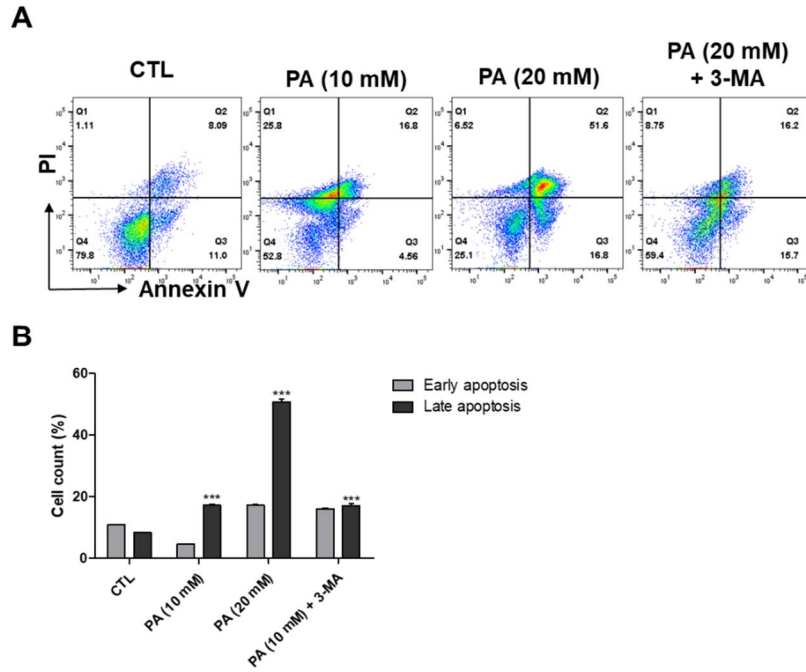 A
CTL
PA (10 mM)
PA (20 mM)
PA (20 mM)
+ 3-MA
PI
Annexin V
Q1
1.11
Q2
8.09
Q4
79.8
Q3
11.0
Q1
25.8
Q2
16.8
Q4
52.8
Q3
4.56
Q1
6.52
Q2
51.6
Q4
25.1
Q3
16.8
Q1
8.75
Q2
16.2
Q4
59.4
Q3
15.7
B
Cell count (%)
60
40
20
0
***
***
***
Early apoptosis
Late apoptosis
CTL
PA (10 mM)
PA (20 mM)
PA (10 mM) + 3-MA